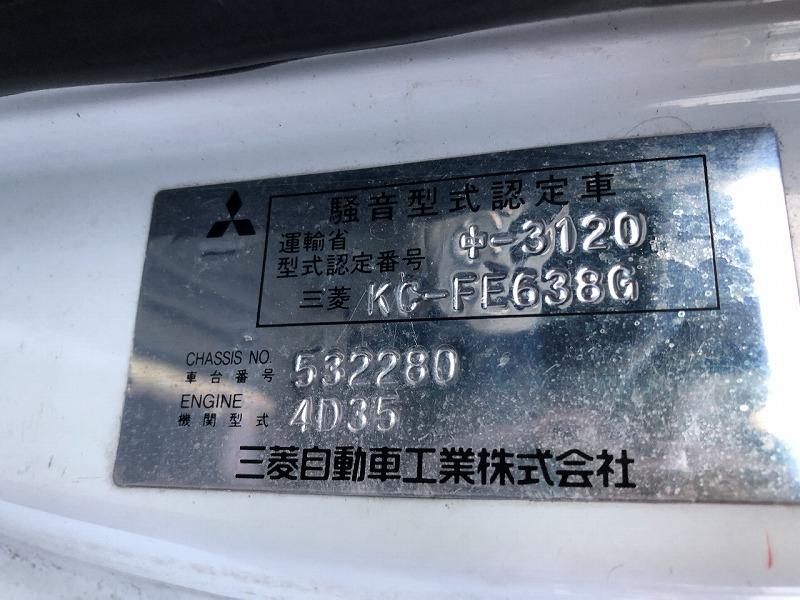 騒音型式認定車
運輸省
型式認定番号 中-3120
三菱 KC-FE638G
CHASSIS NO.
車台番号 532280
ENGINE
機関型式 4D35
三菱自動車工業株式会社